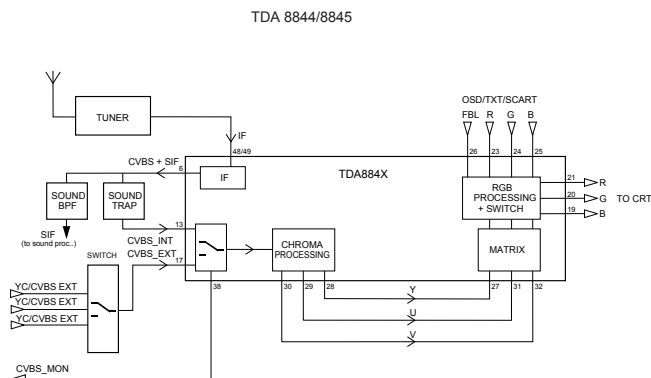 TDA 8844/8845
OSD/TXT/SCART
FBL R G B
TUNER
IF
48/49
26 23 24 25
CVBS + SIF
6
IF
TDA884X
RGB
PROCESSING
+ SWITCH
21
R
20
G
TO CRT
19
B
SOUND
BPF
SOUND
TRAP
SIF
(to sound proc..)
13
CVBS_INT
CVBS_EXT
17
CHROMA
PROCESSING
MATRIX
SWITCH
38
30 29 28
27 31 32
YC/CVBS EXT
YC/CVBS EXT
YC/CVBS EXT
Y
U
V
CVBS_MON